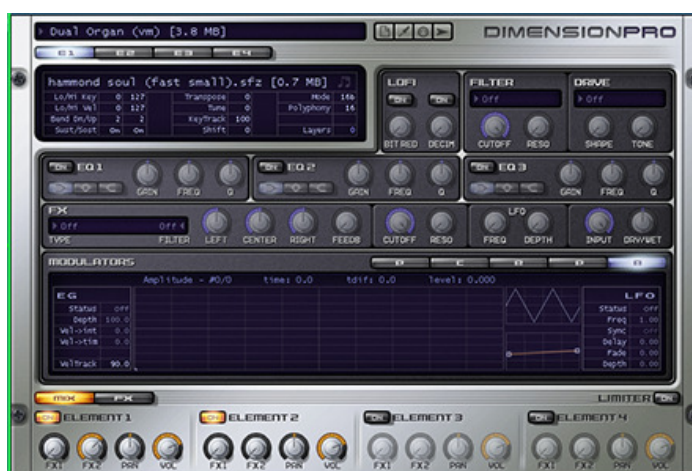 Dual Organ (vm) [3.8 MB]
DIMENSIONPRO
E1 E2 E3 E4
hammond soul (fast small).sfz [0.7 MB]
Lo/Hi Key 0 127 Transpose 0 Mode 16b
Lo/Hi Vel 0 127 Tune 0 Polyphony 16
Bend Dn/Up 2 2 KeyTrack 100
Sust/Sost On On Shift 0 Layers 0
LOFI FILTER DRIVE
ON ON Off Off
BIT RED DECIM CUTOFF RESO SHAPE TONE
ON EQ1 ON EQ2 ON EQ3
GAIN FREQ Q GAIN FREQ Q GAIN FREQ Q
FX LFO
Off Off
TYPE FILTER LEFT CENTER RIGHT FEEDB CUTOFF RESO FREQ DEPTH INPUT DRY/WET
MODULATORS
Amplitude - #0/0 time: 0.0 tdif: 0.0 level: 0.000
EG LFO
Status Off Status Off
Depth 100.0 Freq 1.00
Vel->int 0.0 Sync Off
Vel->tim 0.0 Delay 0.00
Fade 0.00
VelTrack 90.0 Depth 0.00
MIX FX LIMITER ON
ON ELEMENT 1 ON ELEMENT 2 ON ELEMENT 3 ON ELEMENT 4
FX1 FX2 PAN VOL FX1 FX2 PAN VOL FX1 FX2 PAN VOL FX1 FX2 PAN VOL